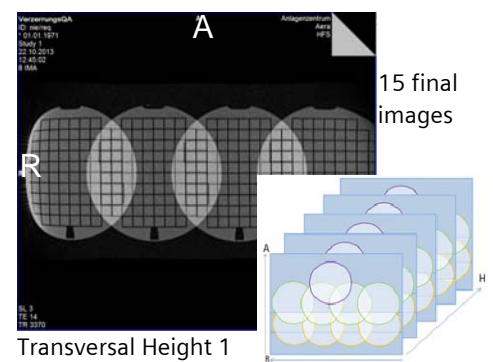 VerzerrungsQA
ID: nie/req
* 01.01.1971
Study 1
22.10.2013
12:45:02
8 IMA
A
Anlagenzentrum
Aera
HFS
R
15 final
images
SL 3
TE 14
TR 3370
A
H
R
Transversal Height 1